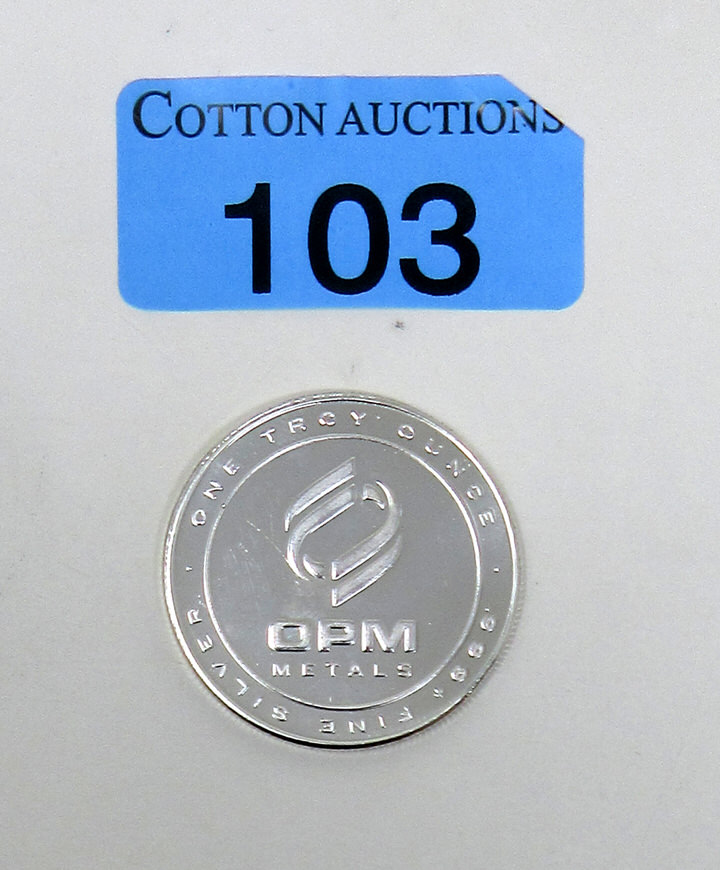 COTTON AUCTIONS
103
ONE TROY OUNCE
OPM
METALS
.999+ FINE SILVER